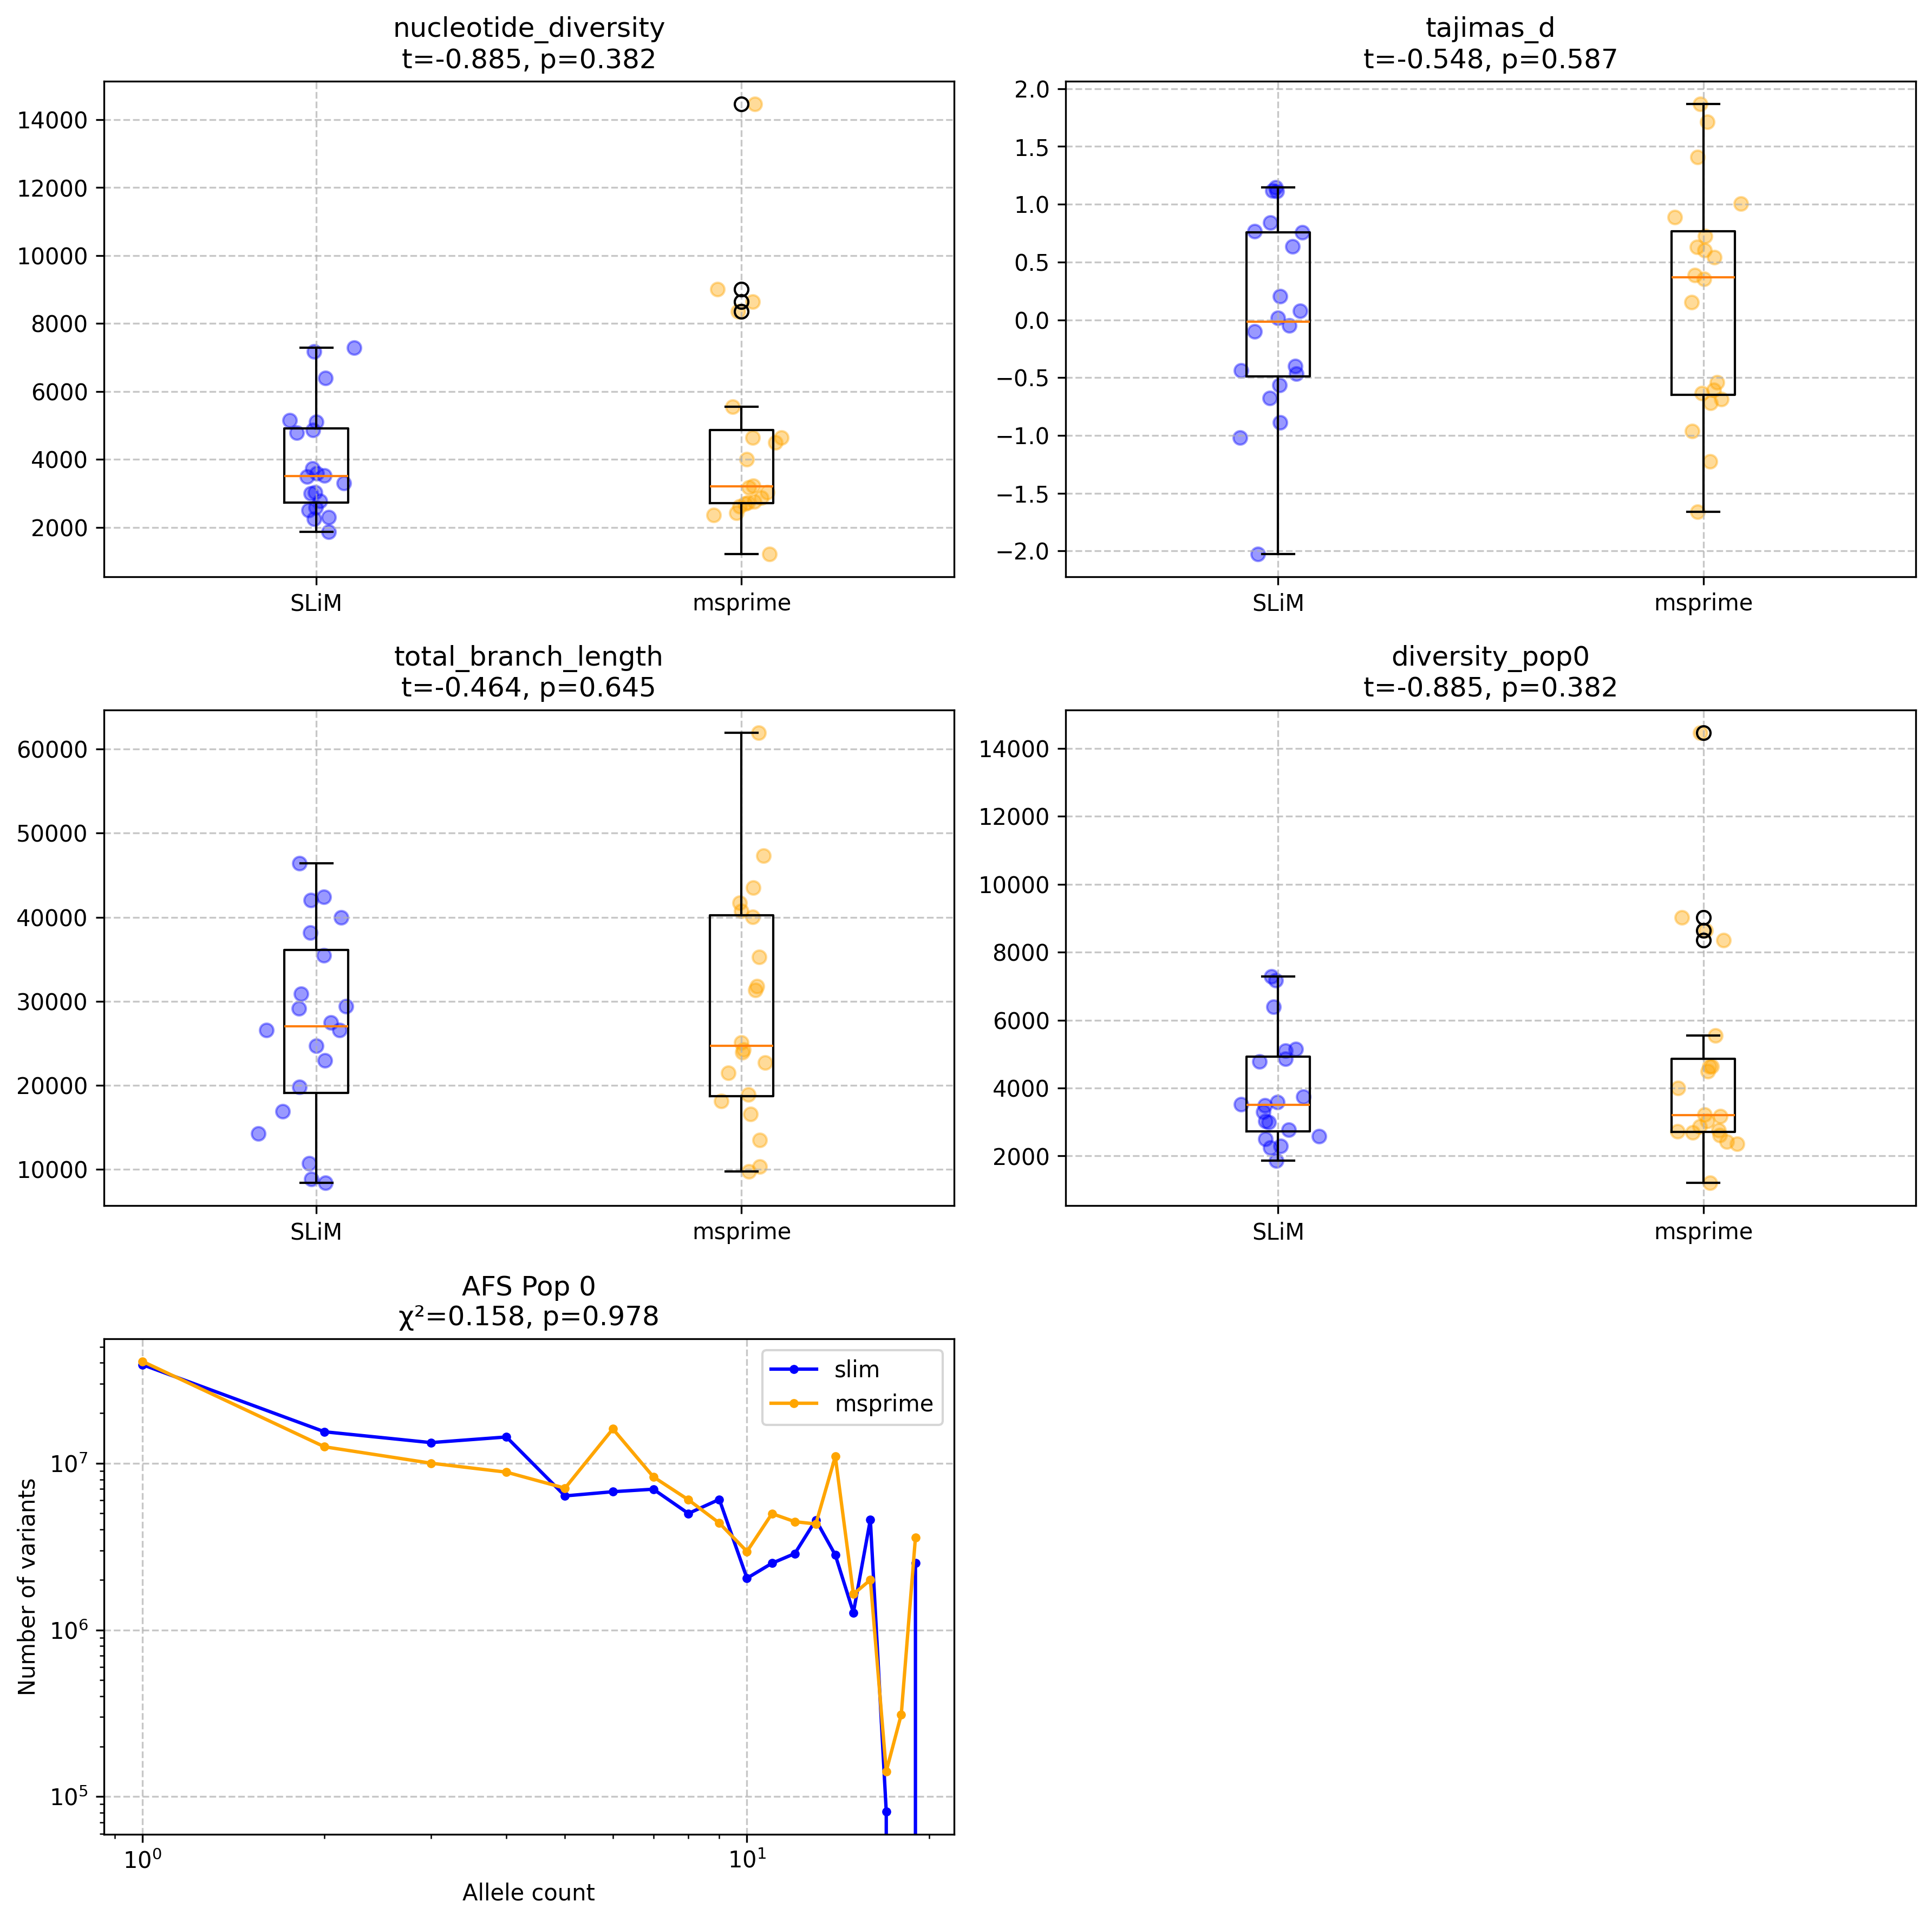 nucleotide_diversity
t=-0.885, p=0.382
14000
12000
10000
8000
6000
4000
2000
SLiM
msprime
tajimas_d
t=-0.548, p=0.587
2.0
1.5
1.0
0.5
0.0
−0.5
−1.0
−1.5
−2.0
SLiM
msprime
total_branch_length
t=-0.464, p=0.645
60000
50000
40000
30000
20000
10000
SLiM
msprime
diversity_pop0
t=-0.885, p=0.382
14000
12000
10000
8000
6000
4000
2000
SLiM
msprime
AFS Pop 0
χ²=0.158, p=0.978
slim
msprime
Number of variants
10⁷
10⁶
10⁵
10⁰
10¹
Allele count